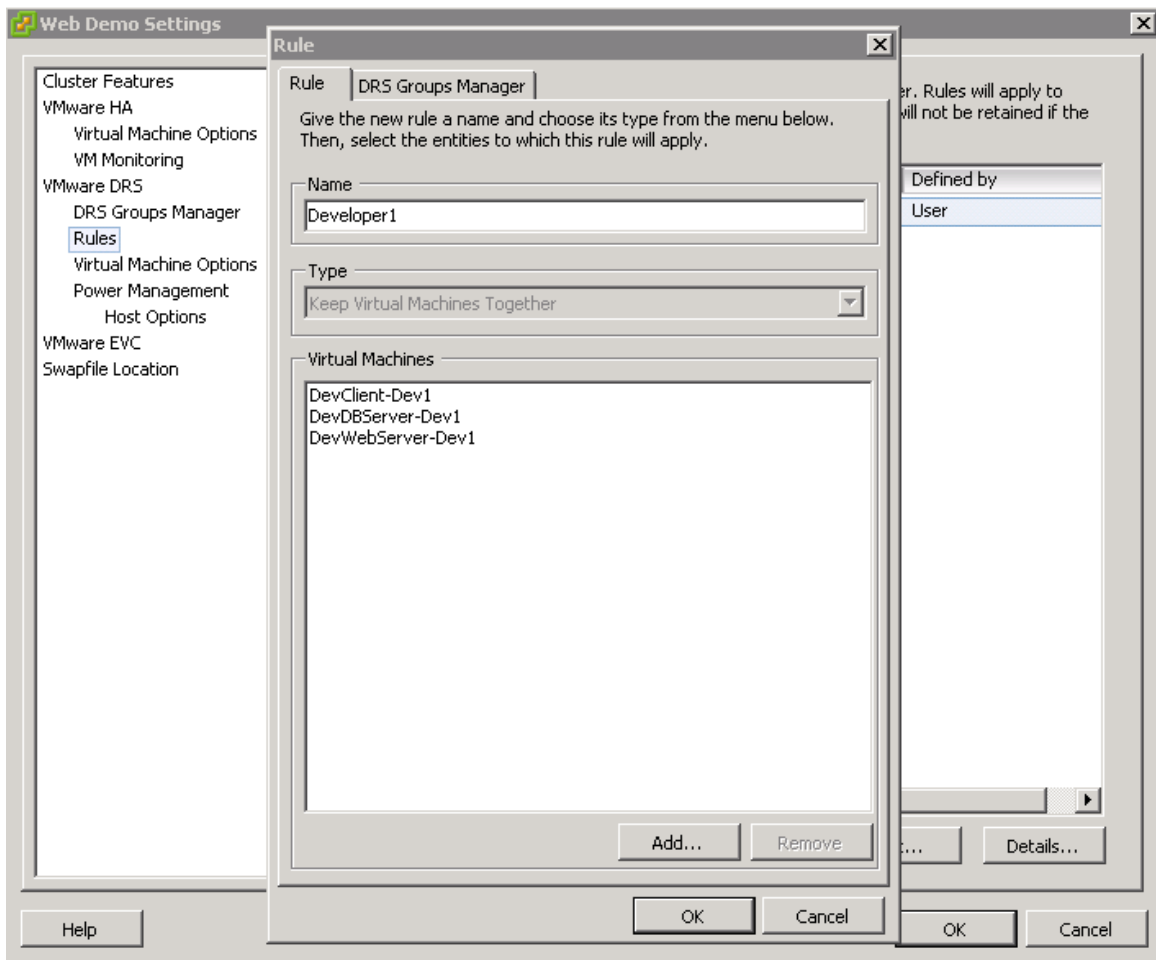 Web Demo Settings
Cluster Features
VMware HA
Virtual Machine Options
VM Monitoring
VMware DRS
DRS Groups Manager
Rules
Virtual Machine Options
Power Management
Host Options
VMware EVC
Swapfile Location
Rule
Rule
DRS Groups Manager
Give the new rule a name and choose its type from the menu below.
Then, select the entities to which this rule will apply.
Name
Developer1
Type
Keep Virtual Machines Together
Virtual Machines
DevClient-Dev1
DevDBServer-Dev1
DevWebServer-Dev1
Add...
Remove
OK
Cancel
er. Rules will apply to
will not be retained if the
Defined by
User
Details...
Help
OK
Cancel